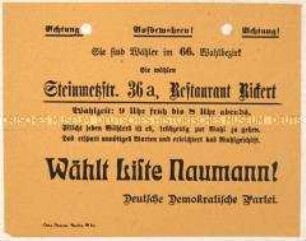 Achtung! Aufbewahren! Achtung!
Sie sind Wähler im 66. Wahlbezirk
Sie wählen
Steinmetzstr. 36a, Restaurant Rickert
Wahlzeit: 9 Uhr früh bis 8 Uhr abends.
Pflicht jeden Wählers ist es, frühzeitig zur Wahl zu gehen.
Das erspart unnötiges Warten und erleichtert das Wahlgeschäft.
Wählt Liste Naumann!
Deutsche Demokratische Partei.